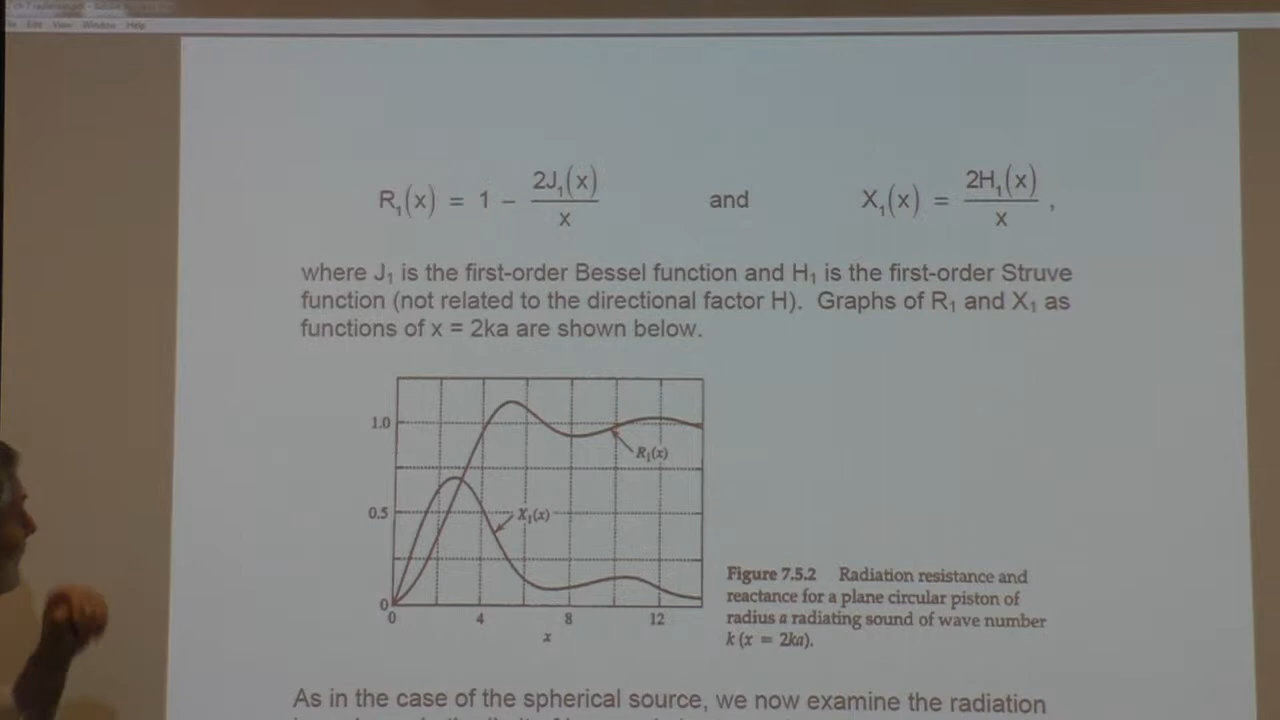 Edit View Window Help
R₁(x) = 1 − 2J₁(x)/x and X₁(x) = 2H₁(x)/x ,
where J₁ is the first-order Bessel function and H₁ is the first-order Struve
function (not related to the directional factor H). Graphs of R₁ and X₁ as
functions of x = 2ka are shown below.
1.0
R₁(x)
0.5
X₁(x)
0
0 4 8 12
x
Figure 7.5.2 Radiation resistance and
reactance for a plane circular piston of
radius a radiating sound of wave number
k (x = 2ka).
As in the case of the spherical source, we now examine the radiation